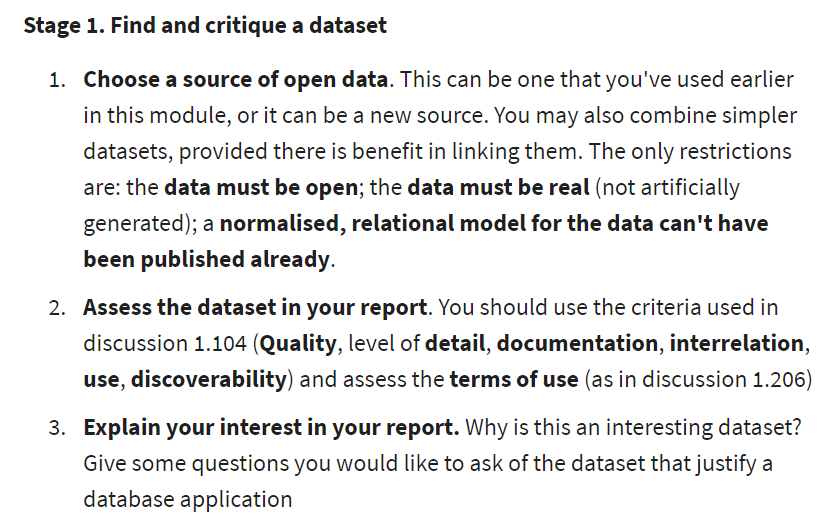 Stage 1. Find and critique a dataset
1. Choose a source of open data. This can be one that you've used earlier
in this module, or it can be a new source. You may also combine simpler
datasets, provided there is benefit in linking them. The only restrictions
are: the data must be open; the data must be real (not artificially
generated); a normalised, relational model for the data can't have
been published already.
2. Assess the dataset in your report. You should use the criteria used in
discussion 1.104 (Quality, level of detail, documentation, interrelation,
use, discoverability) and assess the terms of use (as in discussion 1.206)
3. Explain your interest in your report. Why is this an interesting dataset?
Give some questions you would like to ask of the dataset that justify a
database application